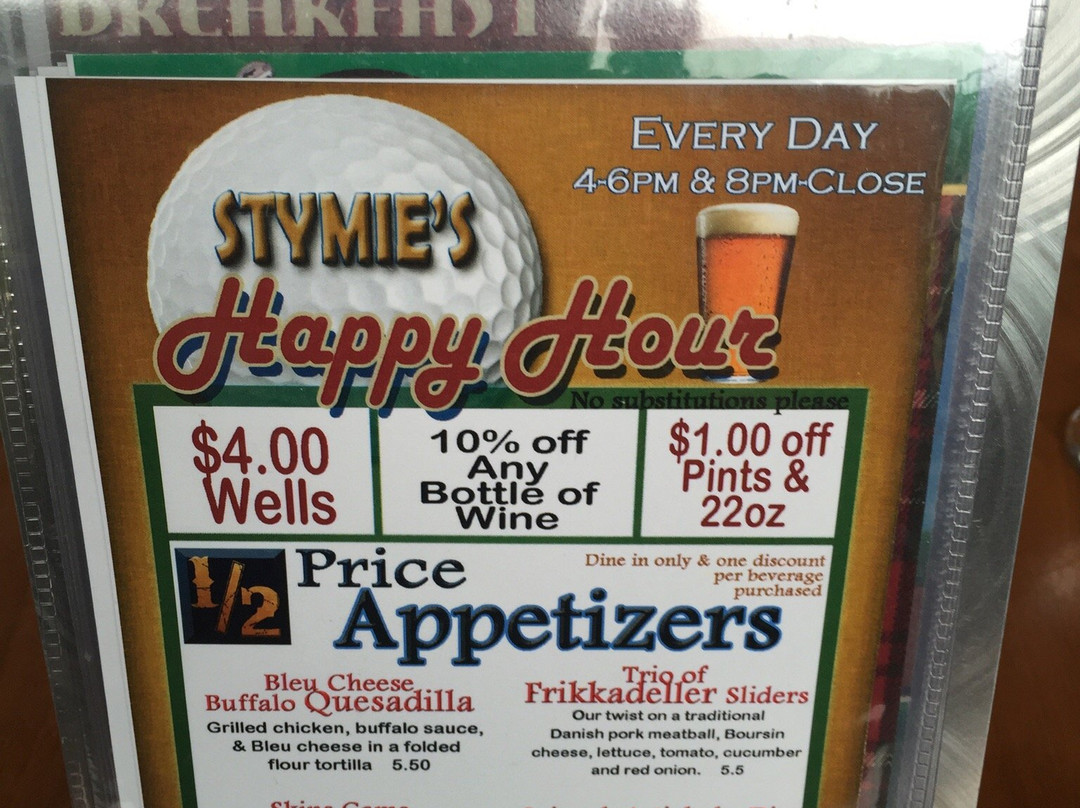 BREAKFAST
EVERY DAY
4-6PM & 8PM-CLOSE
STYMIE'S
Happy Hour
No substitutions please
$4.00
Wells
10% off
Any
Bottle of
Wine
$1.00 off
Pints &
22oz
1/2 Price
Appetizers
Dine in only & one discount
per beverage
purchased
Bleu Cheese
Buffalo Quesadilla
Grilled chicken, buffalo sauce,
& Bleu cheese in a folded
flour tortilla 5.50
Trio of
Frikkadeller Sliders
Our twist on a traditional
Danish pork meatball, Boursin
cheese, lettuce, tomato, cucumber
and red onion. 5.5